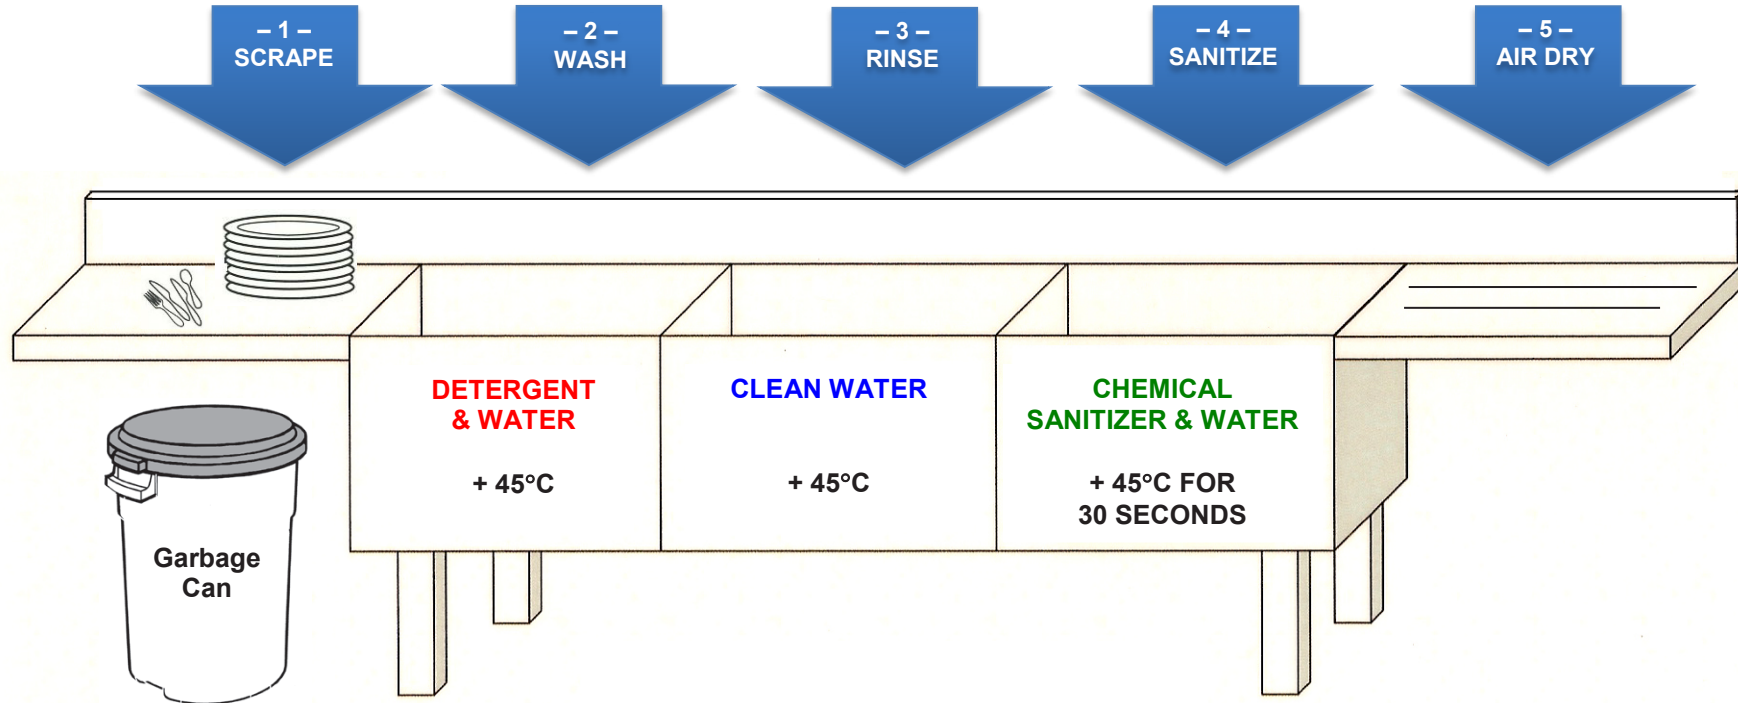 – 1 –
SCRAPE
– 2 –
WASH
– 3 –
RINSE
– 4 –
SANITIZE
– 5 –
AIR DRY
DETERGENT
& WATER
+ 45°C
CLEAN WATER
+ 45°C
CHEMICAL
SANITIZER & WATER
+ 45°C FOR
30 SECONDS
Garbage
Can